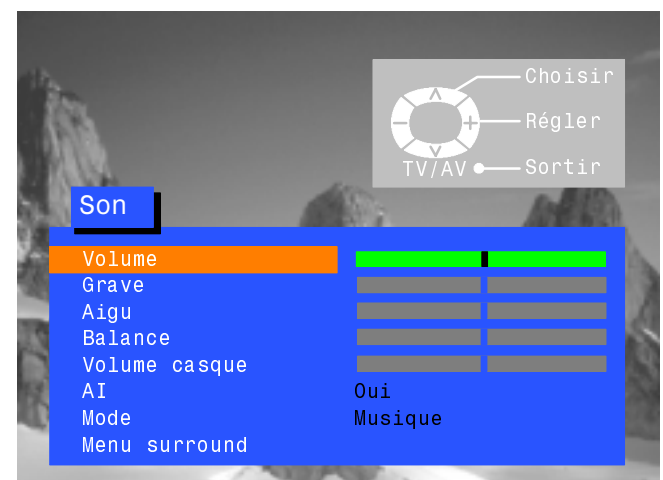 Choisir
Régler
TV/AV Sortir
Son
Volume
Grave
Aigu
Balance
Volume casque
AI Oui
Mode Musique
Menu surround